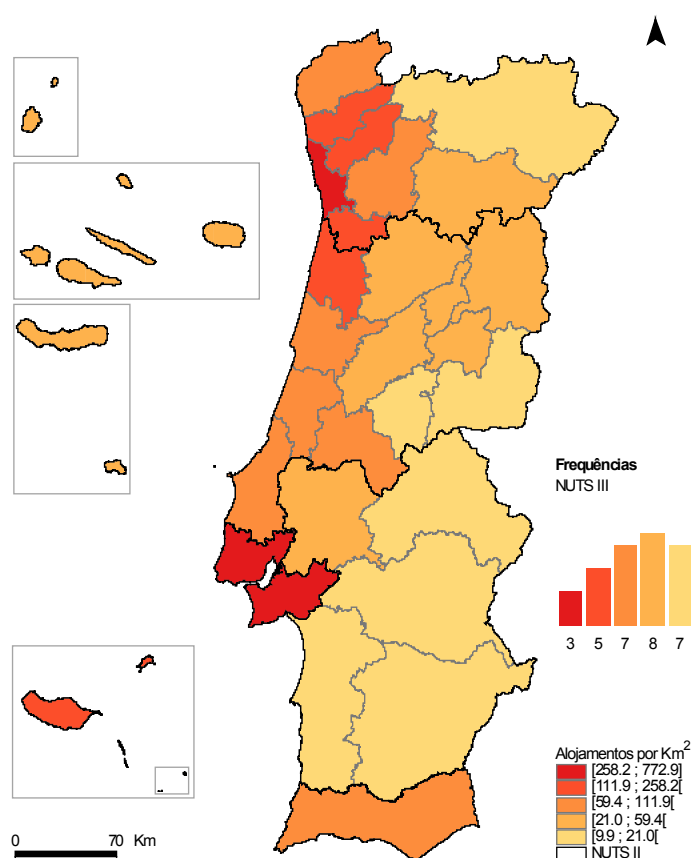 Frequências
NUTS III
3 5 7 8 7
Alojamentos por Km2
[258.2 ; 772.9]
[111.9 ; 258.2[
[59.4 ; 111.9[
[21.0 ; 59.4[
[9.9 ; 21.0[
NUTS II
0 70 Km